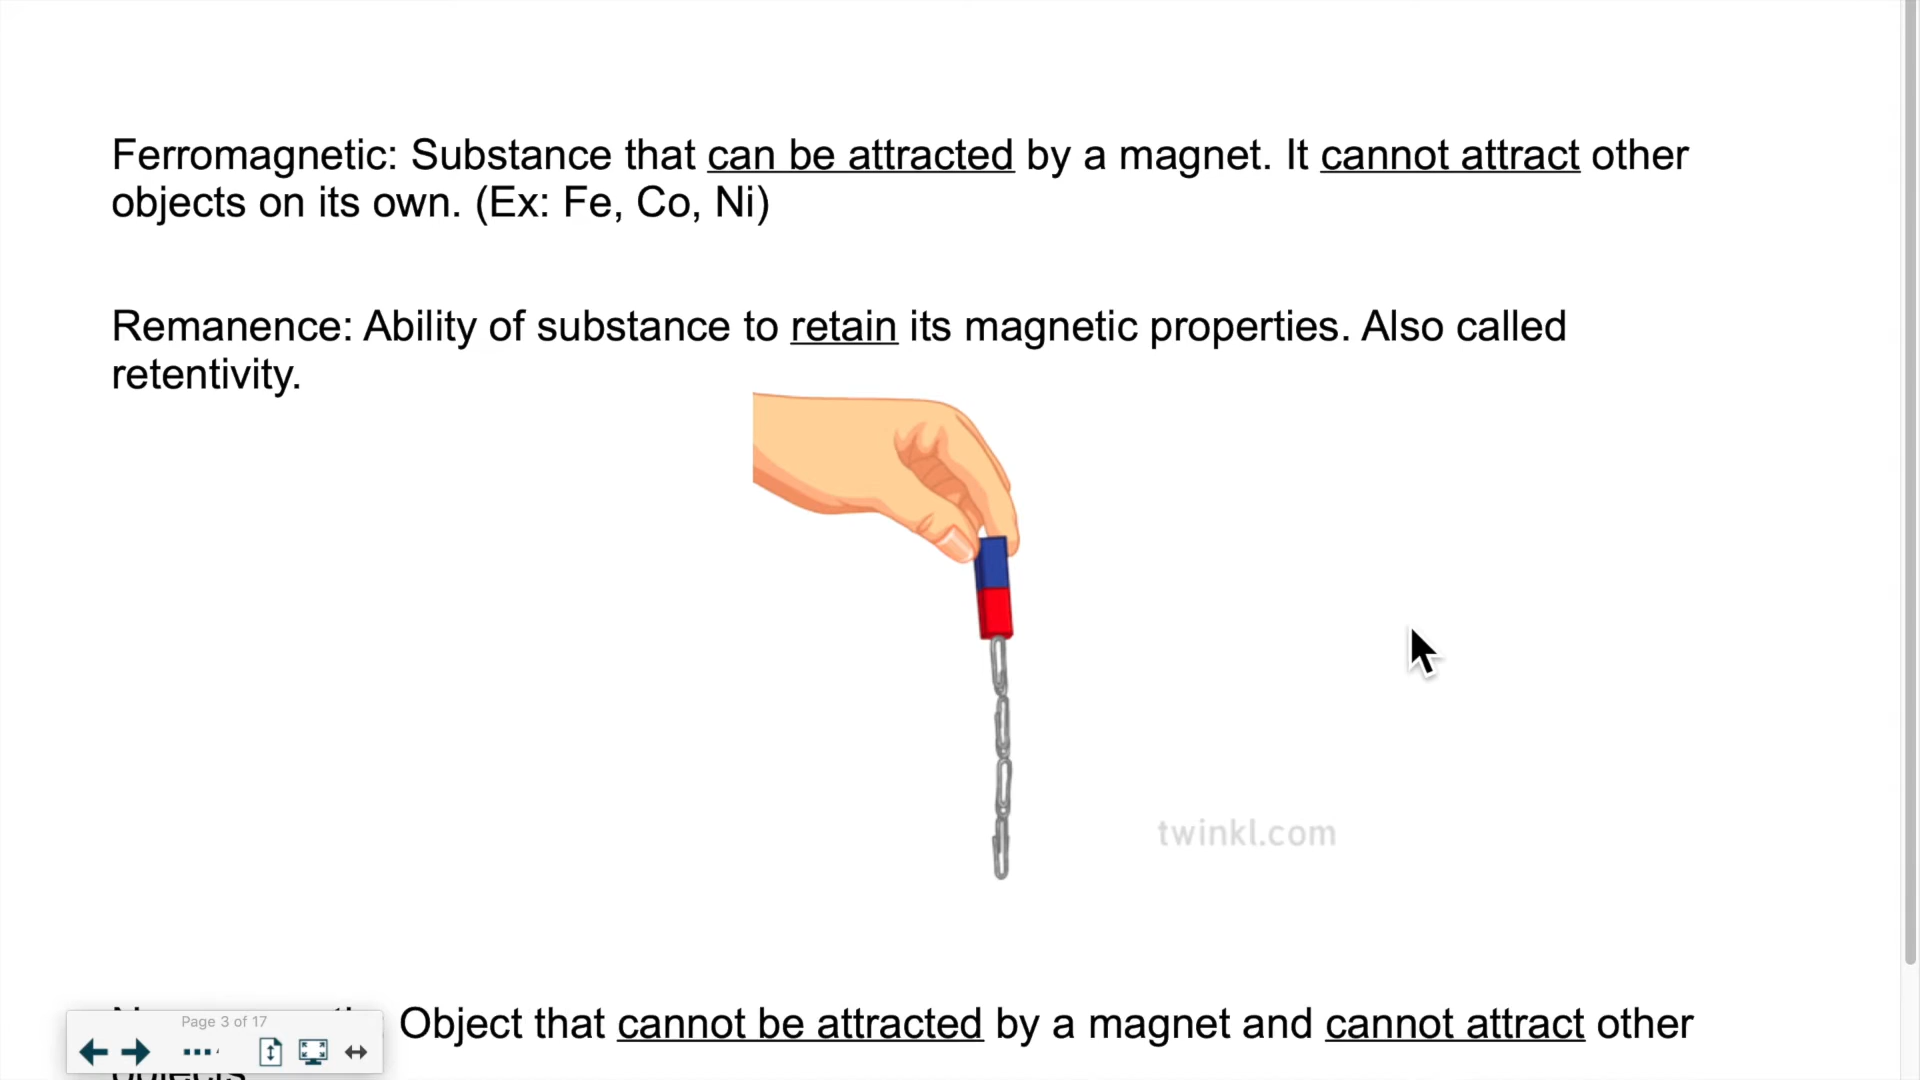 Ferromagnetic: Substance that can be attracted by a magnet. It cannot attract other
objects on its own. (Ex: Fe, Co, Ni)
Remanence: Ability of substance to retain its magnetic properties. Also called
retentivity.
twinkl.com
Object that cannot be attracted by a magnet and cannot attract other
Page 3 of 17